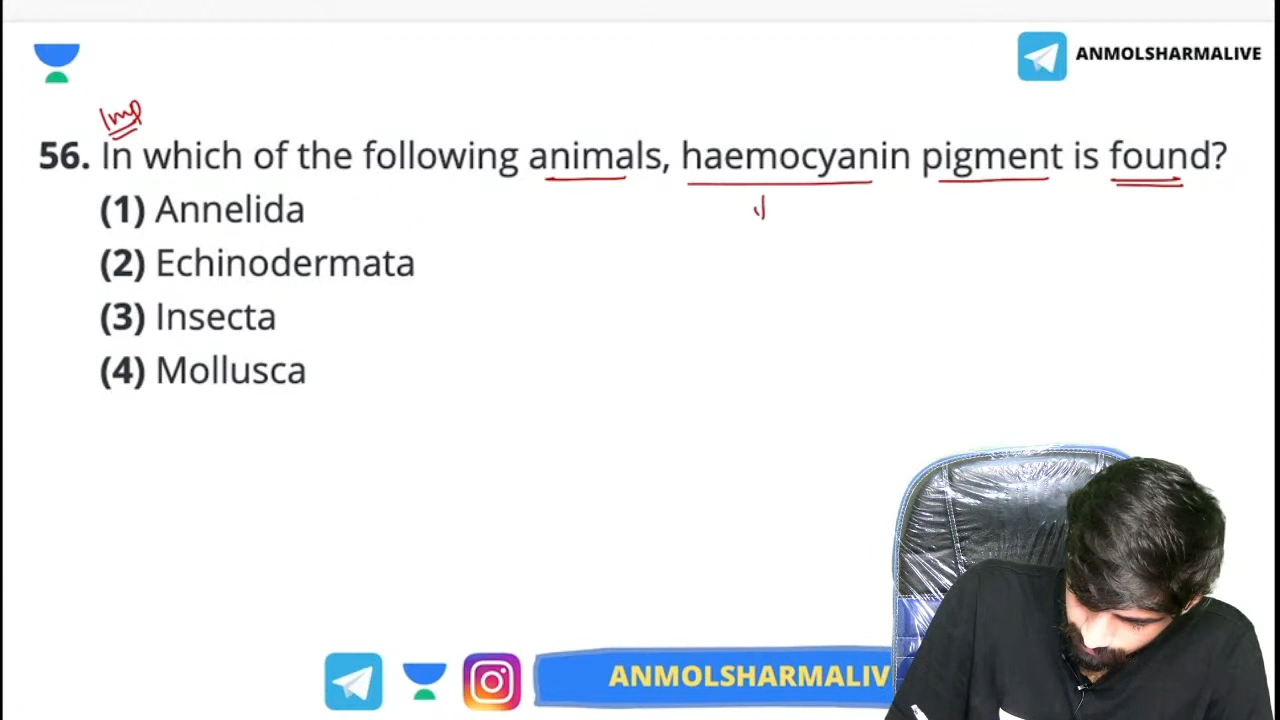 ANMOLSHARMALIVE
Imp
56. In which of the following animals, haemocyanin pigment is found?
(1) Annelida
(2) Echinodermata
(3) Insecta
(4) Mollusca
ANMOLSHARMALIV